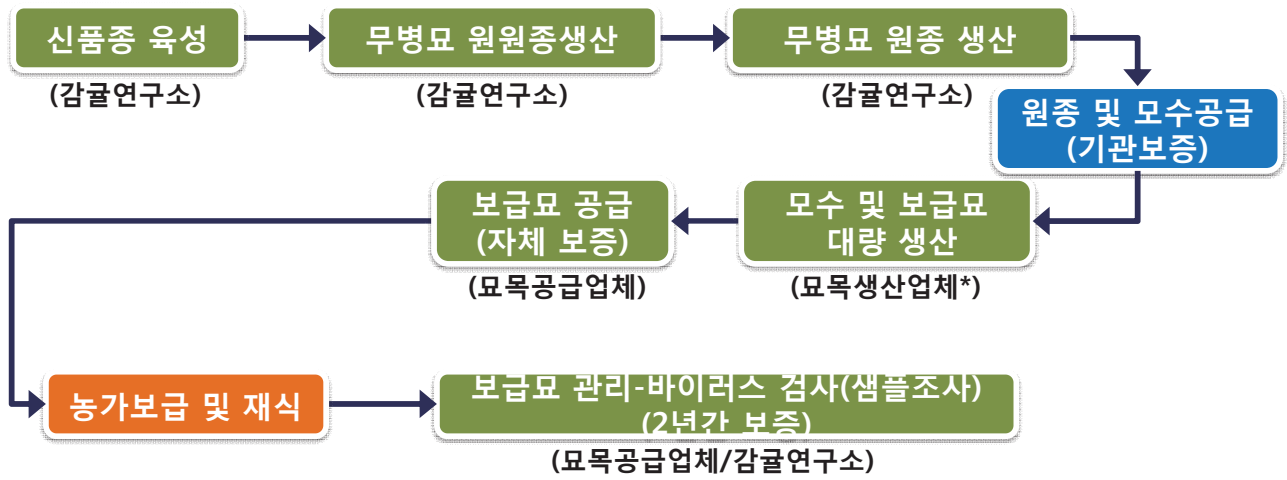 신품종 육성
(감귤연구소)
무병묘 원원종생산
(감귤연구소)
무병묘 원종 생산
(감귤연구소)
원종 및 모수공급
(기관보증)
모수 및 보급묘
대량 생산
(묘목생산업체*)
보급묘 공급
(자체 보증)
(묘목공급업체)
농가보급 및 재식
보급묘 관리-바이러스 검사(샘플조사)
(2년간 보증)
(묘목공급업체/감귤연구소)